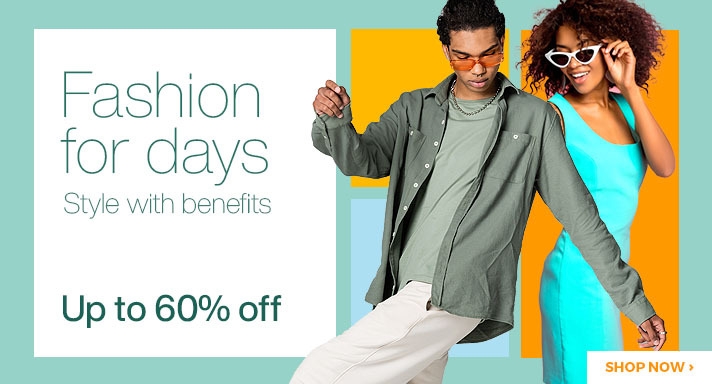 Fashion
for days
Style with benefits
Up to 60% off
SHOP NOW ›